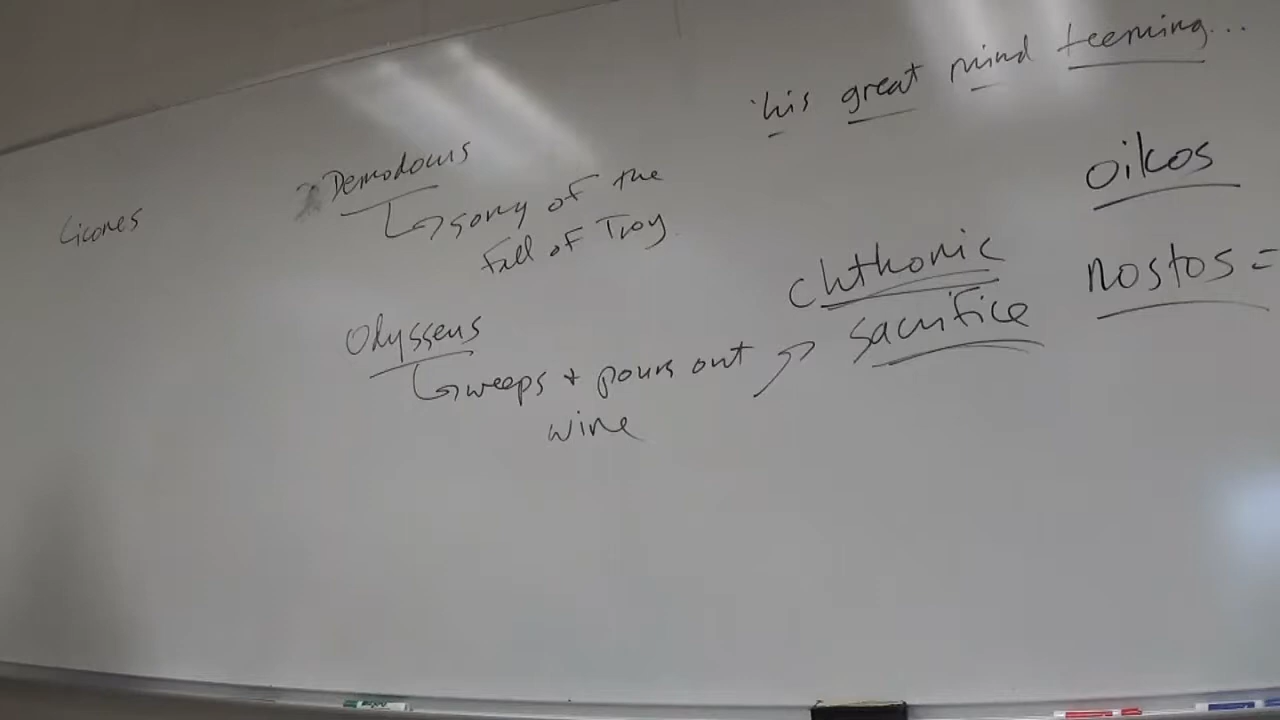 'his great mind teeming...
Demodocus
↳ song of the
fall of Troy.
Cicones
oikos
nostos =
chthonic
sacrifice
Odysseus
↳ weeps + pours out →
wine